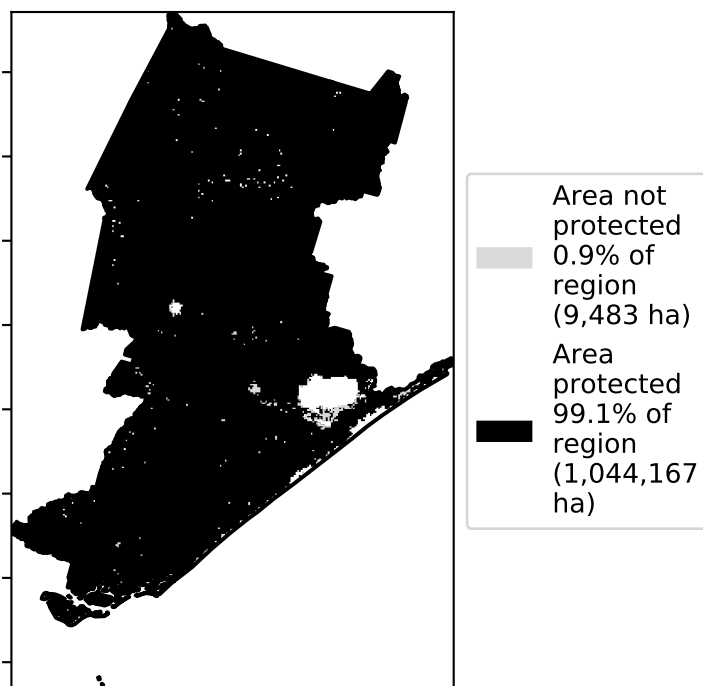 Area not
protected
0.9% of
region
(9,483 ha)
Area
protected
99.1% of
region
(1,044,167
ha)